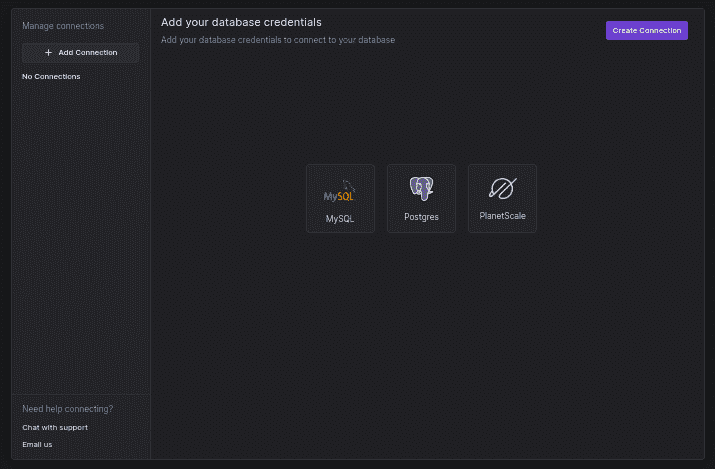 Manage connections
+ Add Connection
No Connections
Need help connecting?
Chat with support
Email us
Add your database credentials
Add your database credentials to connect to your database
Create Connection
MySQL
MySQL
Postgres
PlanetScale